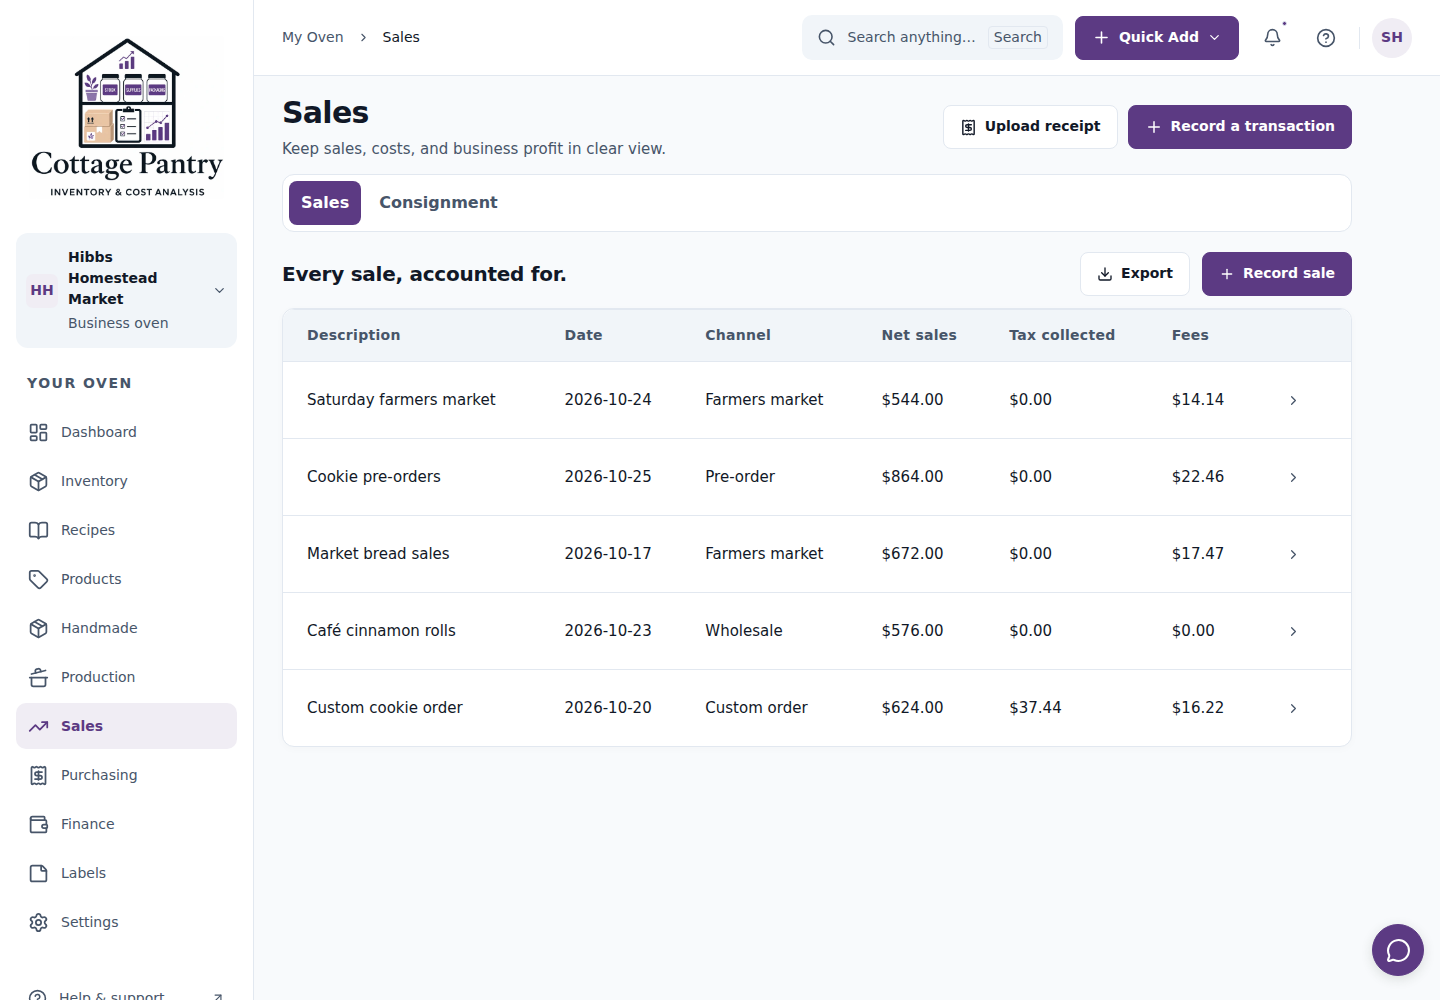 Cottage Pantry
INVENTORY & COST ANALYSIS
HH
Hibbs
Homestead
Market
Business oven
YOUR OVEN
Dashboard
Inventory
Recipes
Products
Handmade
Production
Sales
Purchasing
Finance
Labels
Settings
Help & support
My Oven
Sales
Search anything...
Search
Quick Add
SH
Sales
Keep sales, costs, and business profit in clear view.
Upload receipt
Record a transaction
Sales
Consignment
Every sale, accounted for.
Export
Record sale
Description Date Channel Net sales Tax collected Fees
Saturday farmers market 2026-10-24 Farmers market $544.00 $0.00 $14.14
Cookie pre-orders 2026-10-25 Pre-order $864.00 $0.00 $22.46
Market bread sales 2026-10-17 Farmers market $672.00 $0.00 $17.47
Café cinnamon rolls 2026-10-23 Wholesale $576.00 $0.00 $0.00
Custom cookie order 2026-10-20 Custom order $624.00 $37.44 $16.22